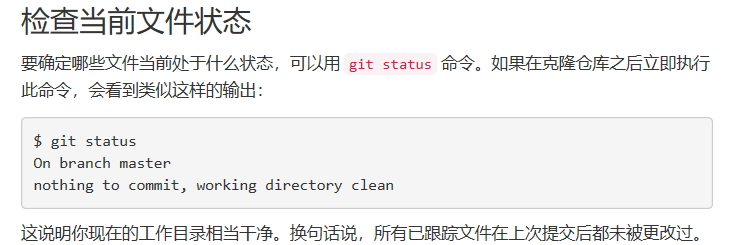 检查当前文件状态
要确定哪些文件当前处于什么状态，可以用 git status 命令。如果在克隆仓库之后立即执行
此命令，会看到类似这样的输出：
$ git status
On branch master
nothing to commit, working directory clean
这说明你现在的工作目录相当干净。换句话说，所有已跟踪文件在上次提交后都未被更改过。